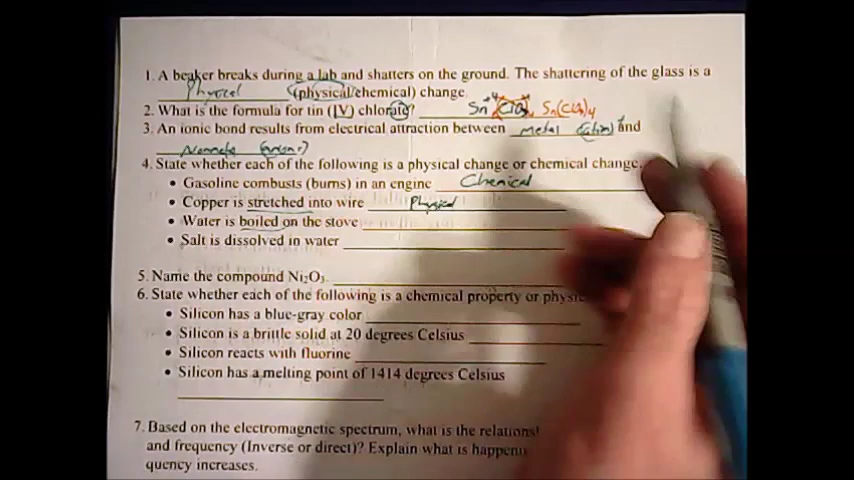 1. A beaker breaks during a lab and shatters on the ground. The shattering of the glass is a
Physical (physical/chemical) change.
2. What is the formula for tin (IV) chlorate? Sn(ClO3)4
3. An ionic bond results from electrical attraction between metal (cation) and
Nonmetal (anion)
4. State whether each of the following is a physical change or chemical change.
• Gasoline combusts (burns) in an engine Chemical
• Copper is stretched into wire Physical
• Water is boiled on the stove
• Salt is dissolved in water
5. Name the compound Ni2O3.
6. State whether each of the following is a chemical property or
• Silicon has a blue-gray color
• Silicon is a brittle solid at 20 degrees Celsius
• Silicon reacts with fluorine
• Silicon has a melting point of 1414 degrees Celsius
7. Based on the electromagnetic spectrum, what is the
and frequency (Inverse or direct)? Explain what is
quency increases.